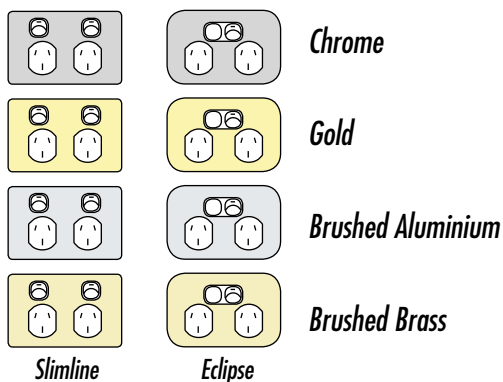 Chrome
Gold
Brushed Aluminium
Brushed Brass
Slimline Eclipse